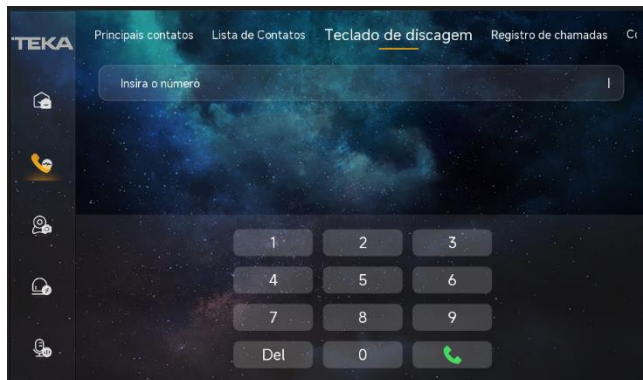 TEKA
Principais contatos Lista de Contatos Teclado de discagem Registro de chamadas
Insira o número
1 2 3
4 5 6
7 8 9
Del 0